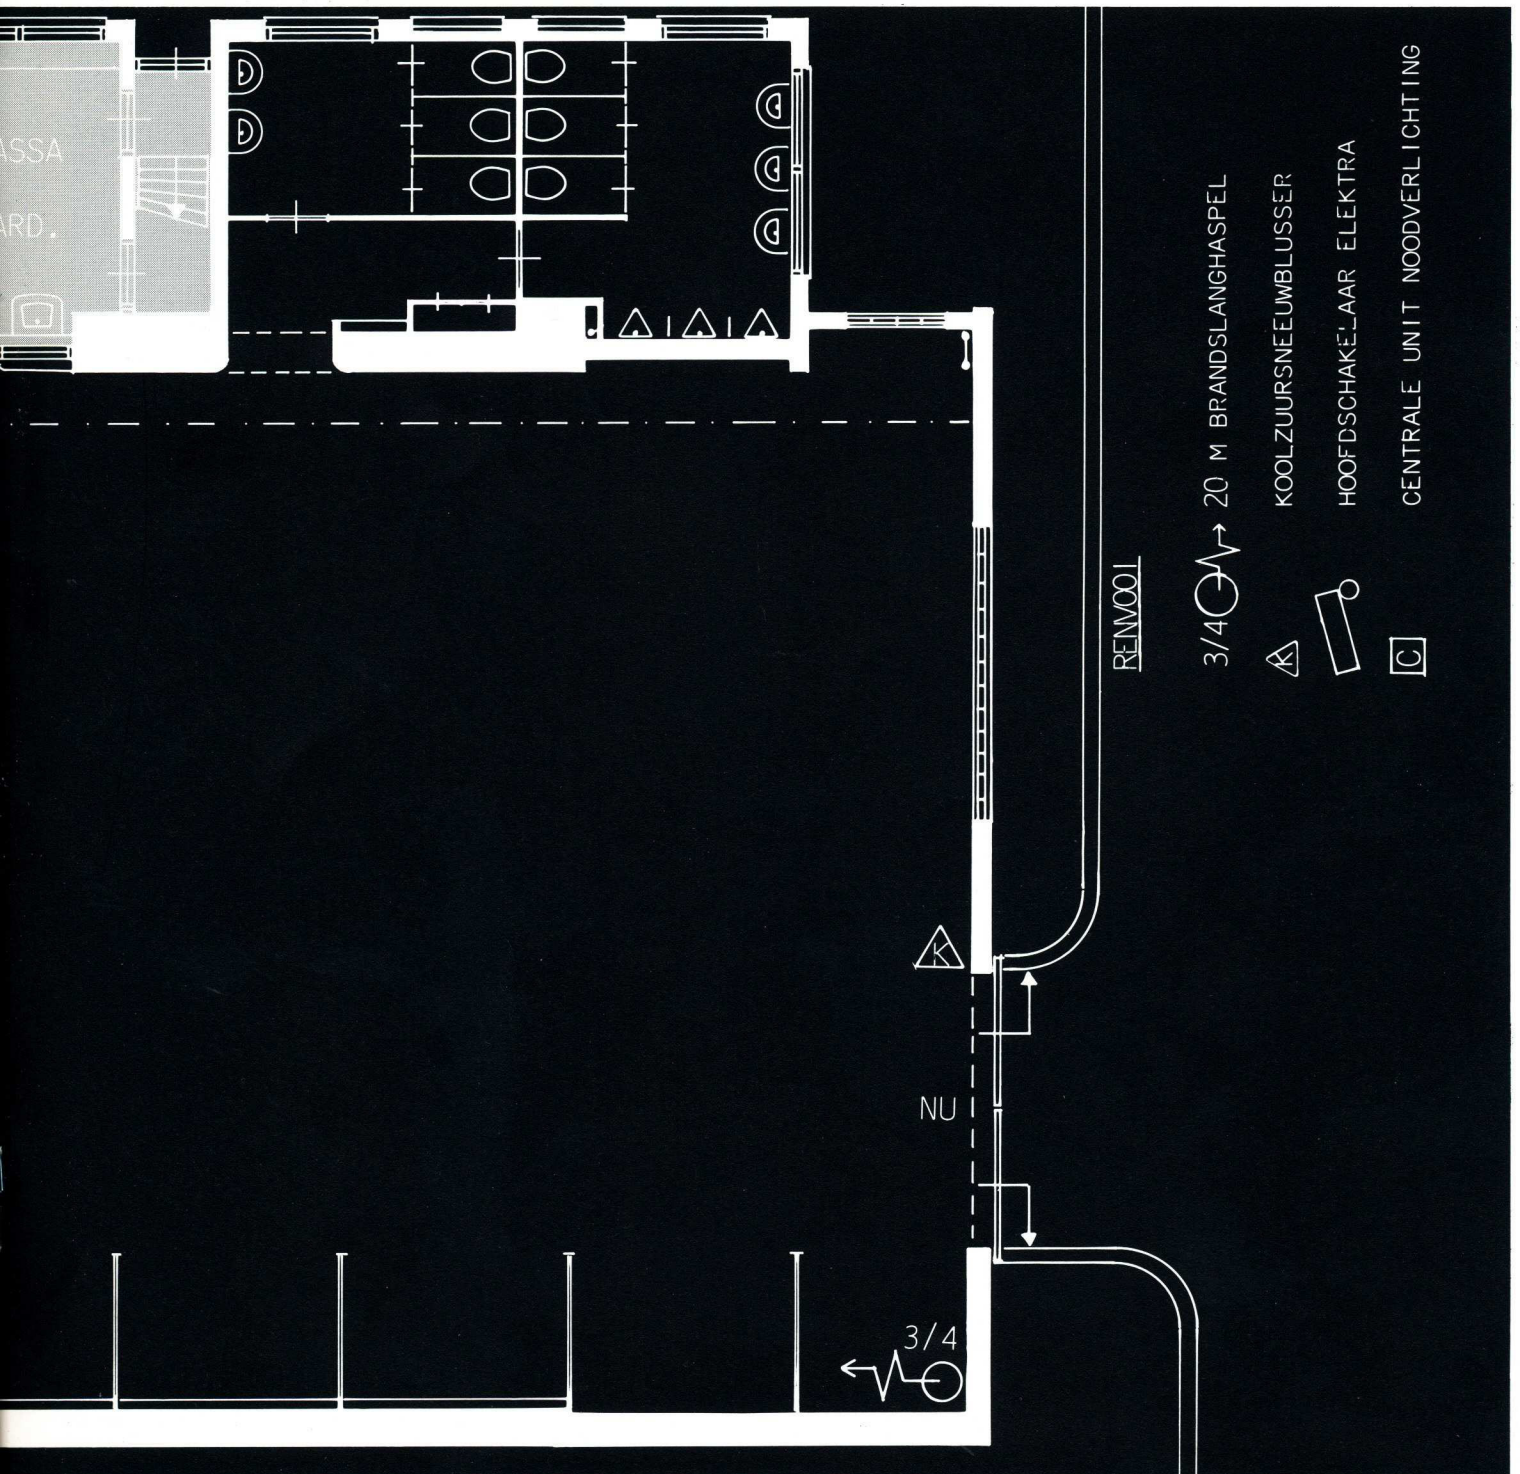 ASSA
ARD.
K
NU
3/4
RENVOOI
3/4 20 M BRANDSLANGHASPEL
K KOOLZUURSNEEUWBLUSSER
HOOFDSCHAKELAAR ELEKTRA
C CENTRALE UNIT NOODVERLICHTING